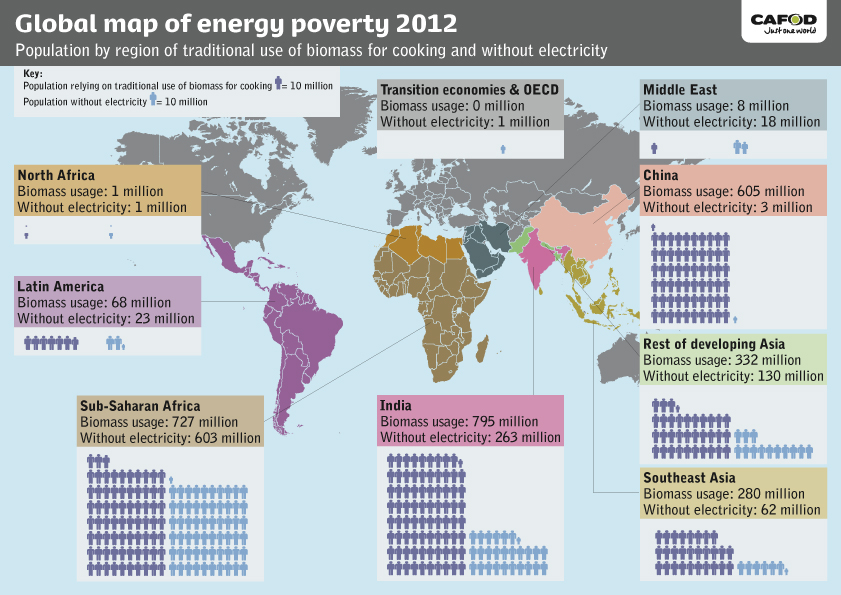 Global map of energy poverty 2012
Population by region of traditional use of biomass for cooking and without electricity
CAFOD
Just one world
Key:
Population relying on traditional use of biomass for cooking = 10 million
Population without electricity = 10 million
Transition economies & OECD
Biomass usage: 0 million
Without electricity: 1 million
Middle East
Biomass usage: 8 million
Without electricity: 18 million
North Africa
Biomass usage: 1 million
Without electricity: 1 million
China
Biomass usage: 605 million
Without electricity: 3 million
Latin America
Biomass usage: 68 million
Without electricity: 23 million
Rest of developing Asia
Biomass usage: 332 million
Without electricity: 130 million
Sub-Saharan Africa
Biomass usage: 727 million
Without electricity: 603 million
India
Biomass usage: 795 million
Without electricity: 263 million
Southeast Asia
Biomass usage: 280 million
Without electricity: 62 million